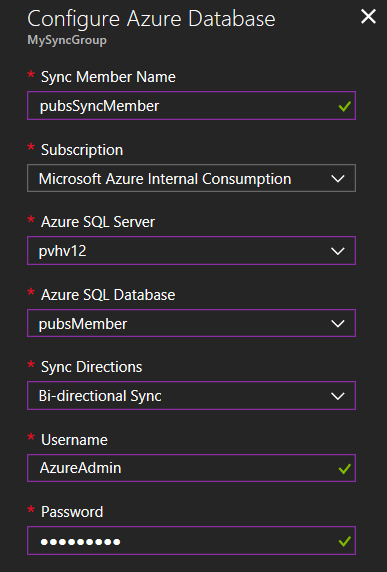 Configure Azure Database
MySyncGroup
* Sync Member Name
pubsSyncMember
* Subscription
Microsoft Azure Internal Consumption
* Azure SQL Server
pvhv12
* Azure SQL Database
pubsMember
* Sync Directions
Bi-directional Sync
* Username
AzureAdmin
* Password
•••••••••